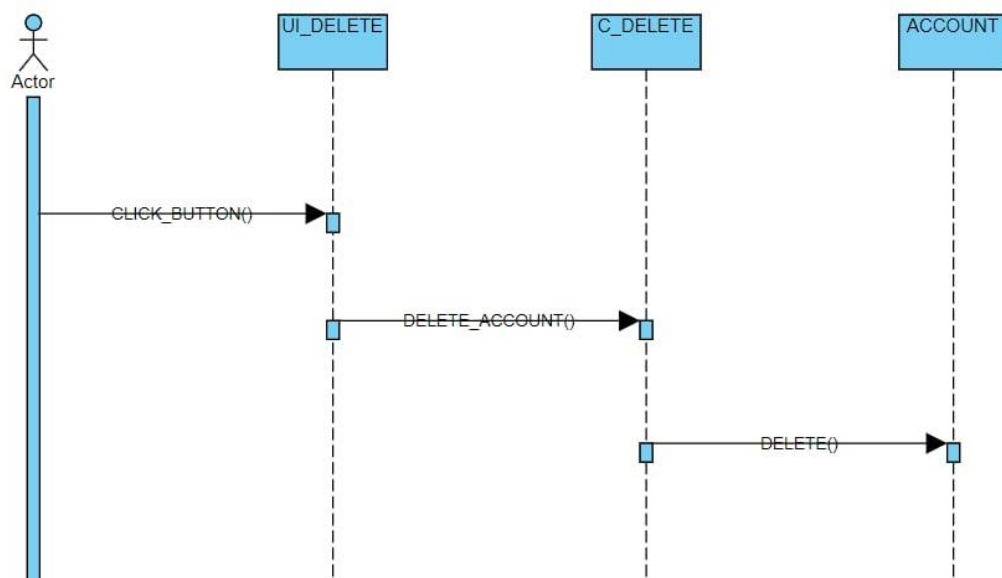 UI_DELETE
C_DELETE
ACCOUNT
Actor
CLICK_BUTTON()
DELETE_ACCOUNT()
DELETE()